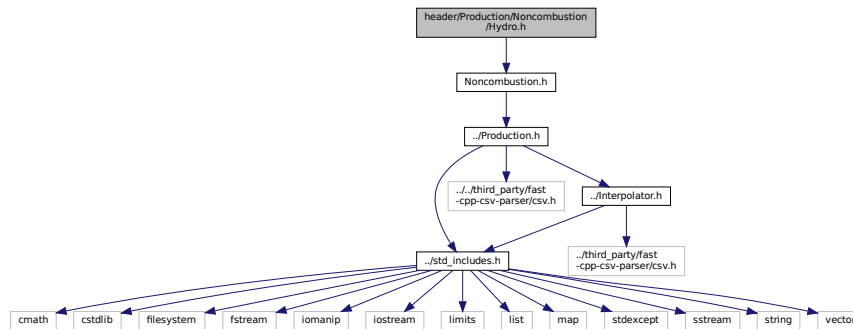 header/Production/Noncombustion
/Hydro.h
Noncombustion.h
../Production.h
../../third_party/fast
-cpp-csv-parser/csv.h
../Interpolator.h
../std_includes.h
../third_party/fast
-cpp-csv-parser/csv.h
cmath
cstdlib
filesystem
fstream
iomanip
iostream
limits
list
map
stdexcept
sstream
string
vector